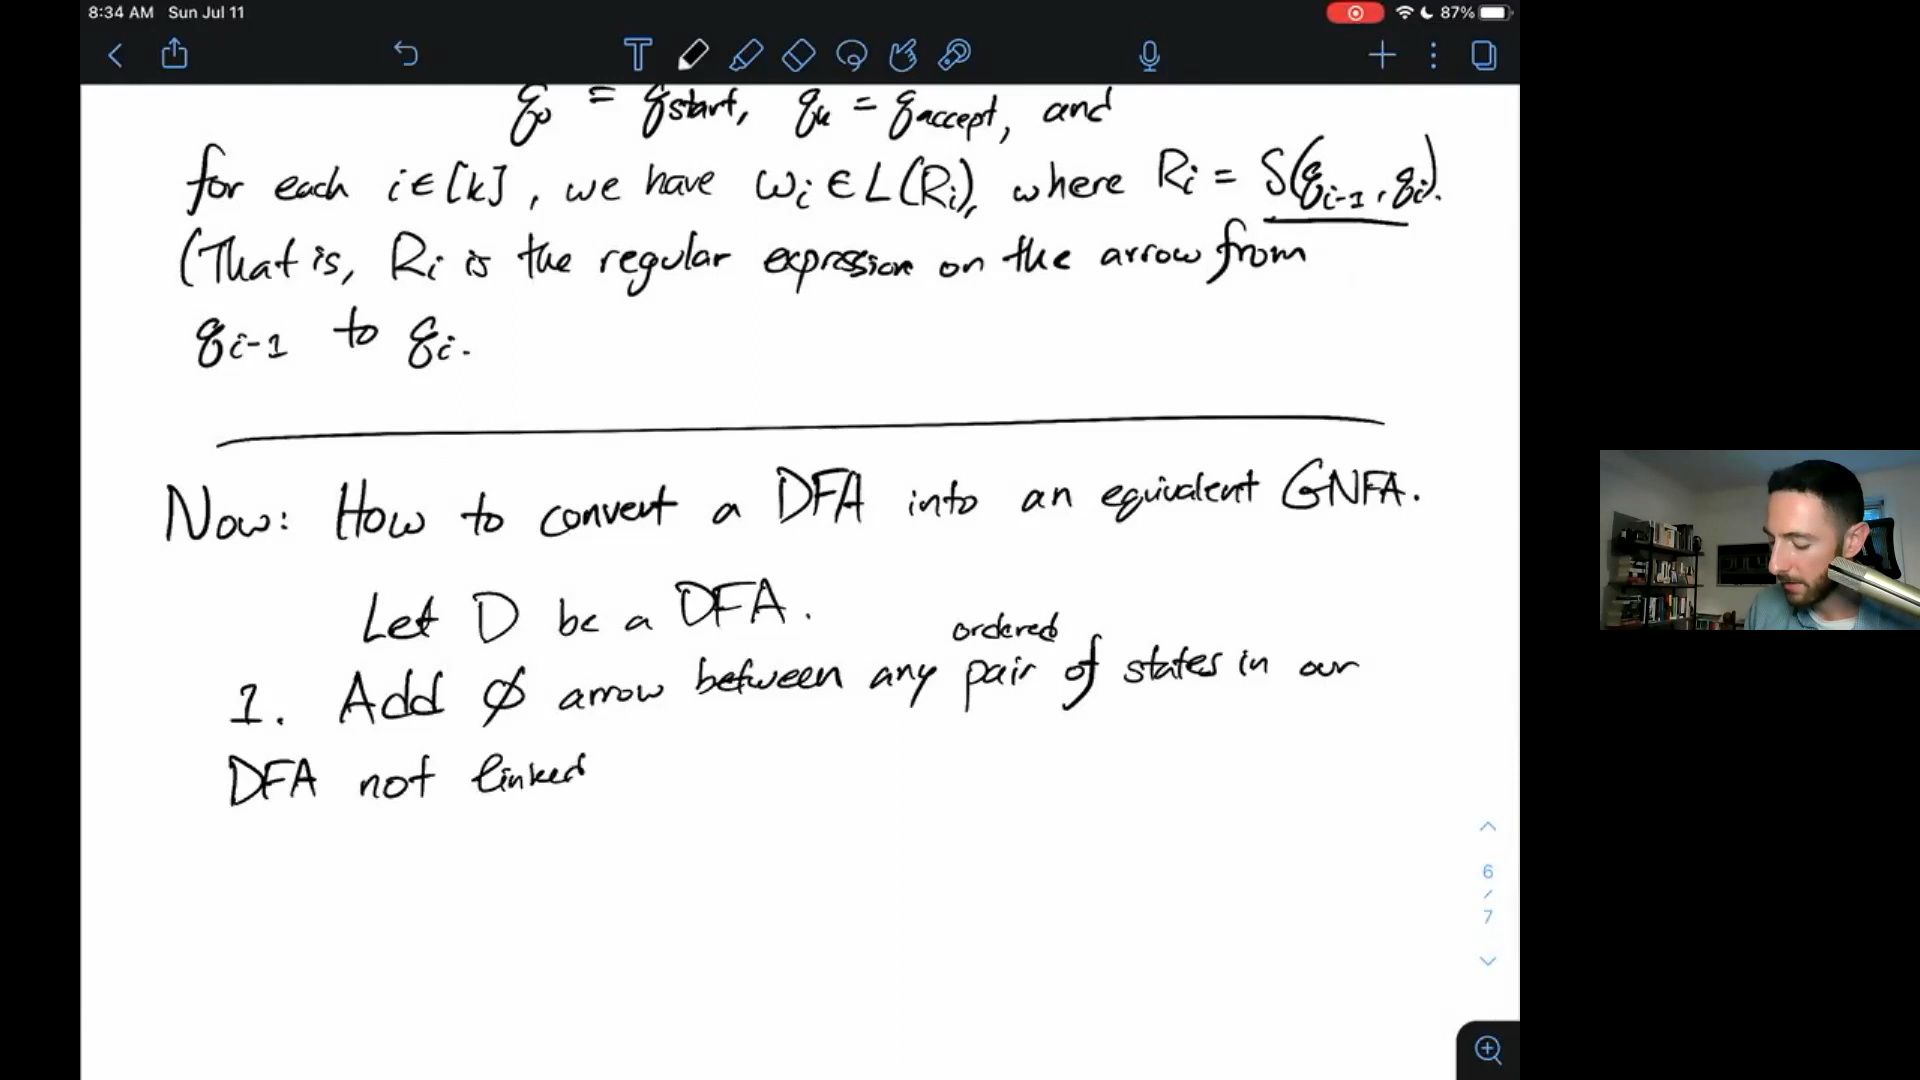 8:34 AM Sun Jul 11
87%
q₀ = q_start, q_k = q_accept, and
for each i∈[k], we have wᵢ ∈ L(Rᵢ), where Rᵢ = δ(qᵢ₋₁, qᵢ).
(That is, Rᵢ is the regular expression on the arrow from
qᵢ₋₁ to qᵢ.
Now: How to convert a DFA into an equivalent GNFA.
Let D be a DFA.
ordered
1. Add ∅ arrow between any pair of states in our
DFA not linked
6
/
7